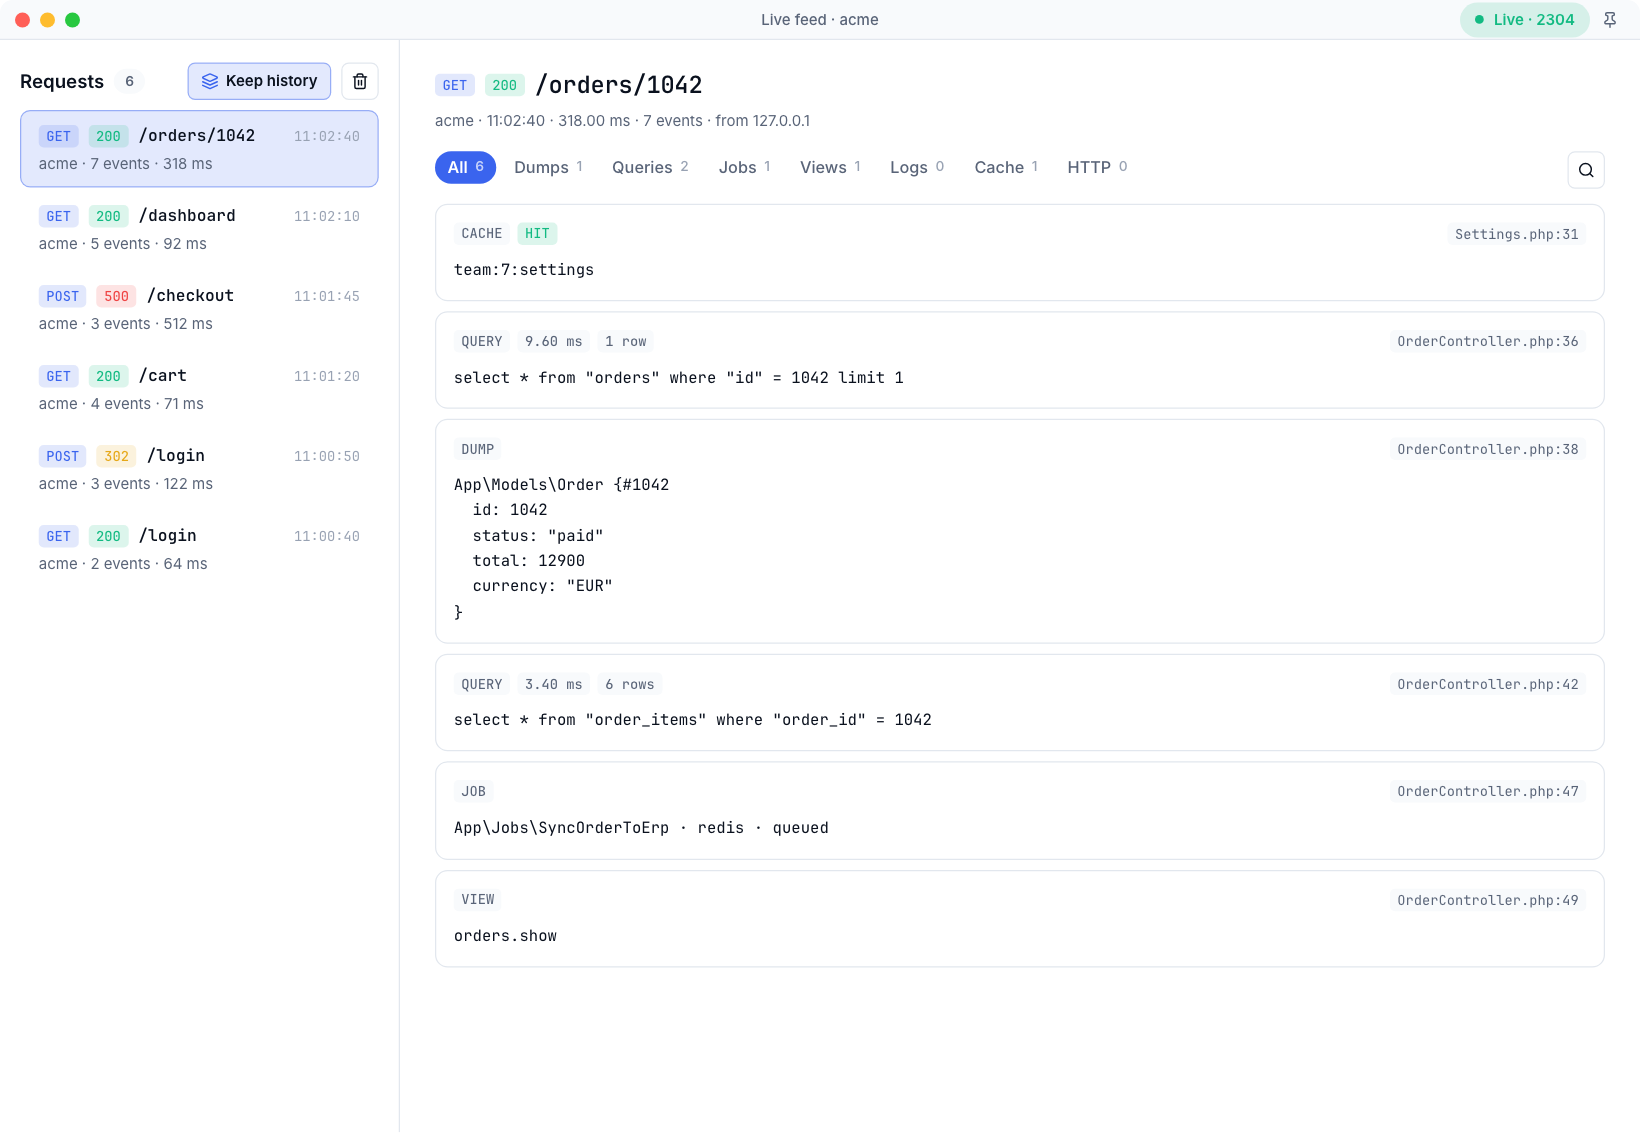 Live feed · acme
Live · 2304
Requests 6
Keep history
GET 200 /orders/1042 11:02:40
acme · 7 events · 318 ms
GET 200 /dashboard 11:02:10
acme · 5 events · 92 ms
POST 500 /checkout 11:01:45
acme · 3 events · 512 ms
GET 200 /cart 11:01:20
acme · 4 events · 71 ms
POST 302 /login 11:00:50
acme · 3 events · 122 ms
GET 200 /login 11:00:40
acme · 2 events · 64 ms
GET 200 /orders/1042
acme · 11:02:40 · 318.00 ms · 7 events · from 127.0.0.1
All 6 Dumps 1 Queries 2 Jobs 1 Views 1 Logs 0 Cache 1 HTTP 0
CACHE HIT Settings.php:31
team:7:settings
QUERY 9.60 ms 1 row OrderController.php:36
select * from "orders" where "id" = 1042 limit 1
DUMP OrderController.php:38
App\Models\Order {#1042
id: 1042
status: "paid"
total: 12900
currency: "EUR"
}
QUERY 3.40 ms 6 rows OrderController.php:42
select * from "order_items" where "order_id" = 1042
JOB OrderController.php:47
App\Jobs\SyncOrderToErp · redis · queued
VIEW OrderController.php:49
orders.show